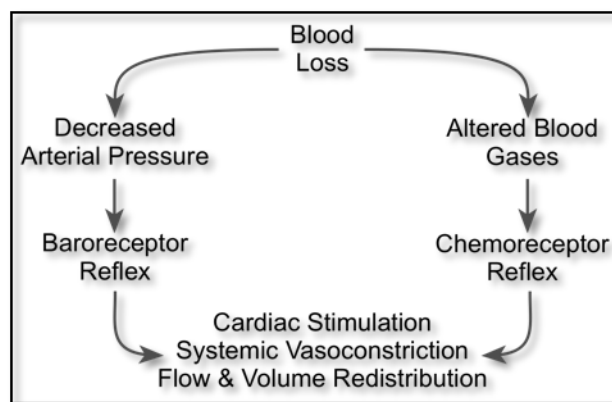 Blood
Loss
Decreased
Arterial Pressure
Altered Blood
Gases
Baroreceptor
Reflex
Chemoreceptor
Reflex
Cardiac Stimulation
Systemic Vasoconstriction
Flow & Volume Redistribution